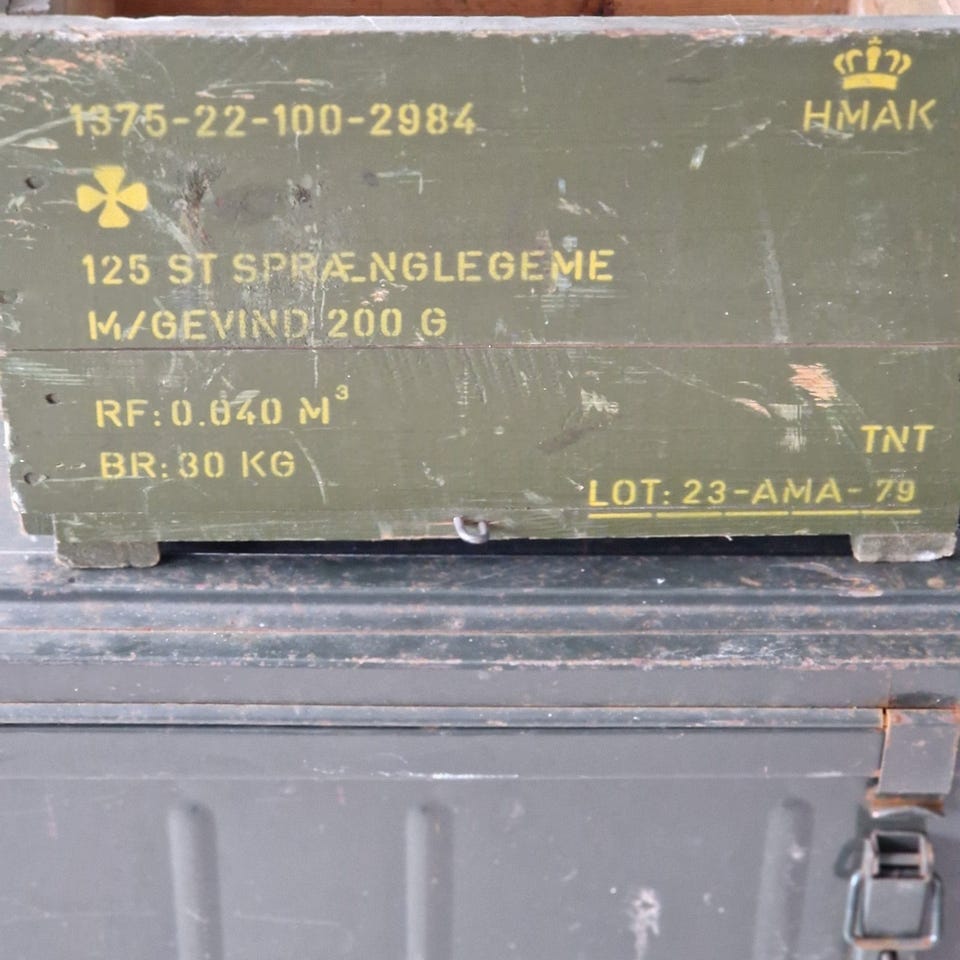 HMAK
1375-22-100-2984
125 ST SPRÆNGLEGEME
M/GEVIND 200 G
RF: 0.040 M³
BR: 30 KG
TNT
LOT: 23-AMA-79